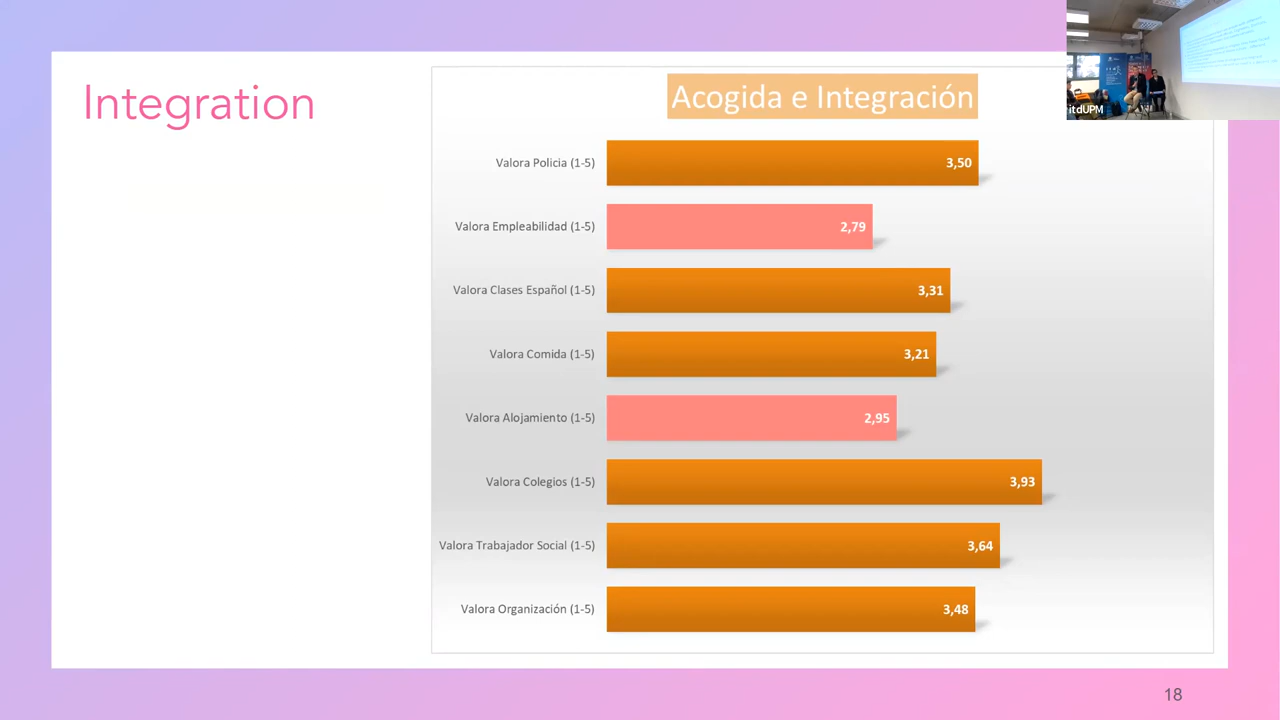 Integration
Acogida e Integración
Valora Policia (1-5)
3,50
Valora Empleabilidad (1-5)
2,79
Valora Clases Español (1-5)
3,31
Valora Comida (1-5)
3,21
Valora Alojamiento (1-5)
2,95
Valora Colegios (1-5)
3,93
Valora Trabajador Social (1-5)
3,64
Valora Organización (1-5)
3,48
itdUPM
18